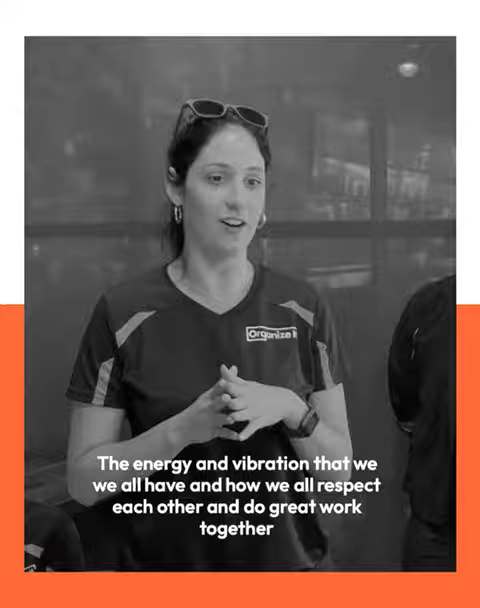 Organize It
The energy and vibration that we
we all have and how we all respect
each other and do great work
together